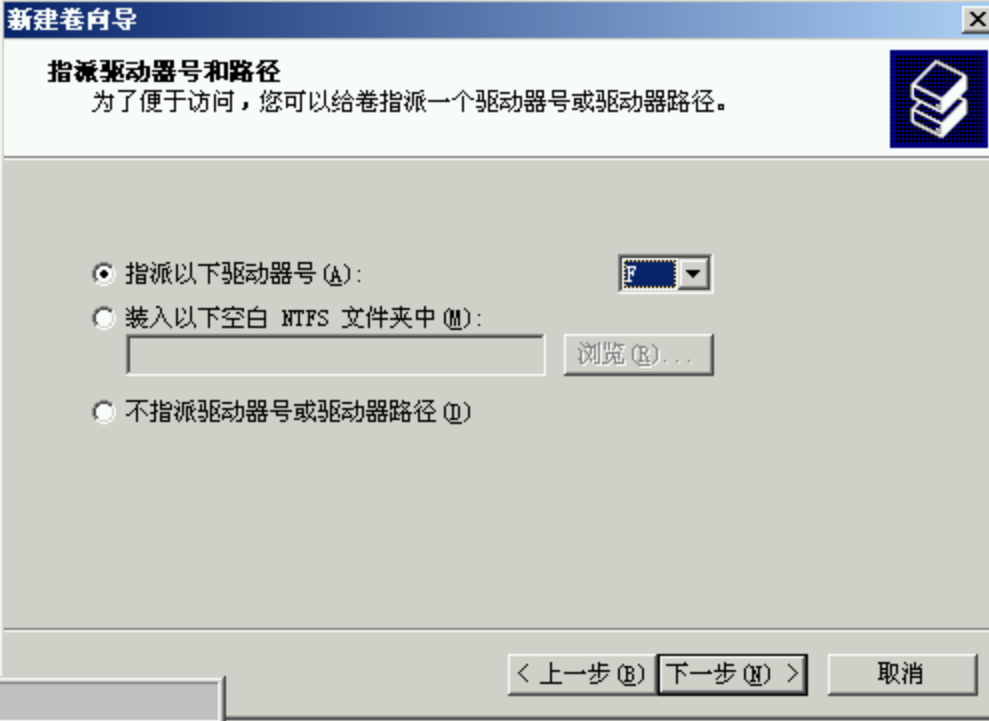 新建卷向导
指派驱动器号和路径
为了便于访问，您可以给卷指派一个驱动器号或驱动器路径。
指派以下驱动器号(A): F
装入以下空白 NTFS 文件夹中(M):
浏览(R)...
不指派驱动器号或驱动器路径(D)
< 上一步(B) 下一步(N) > 取消